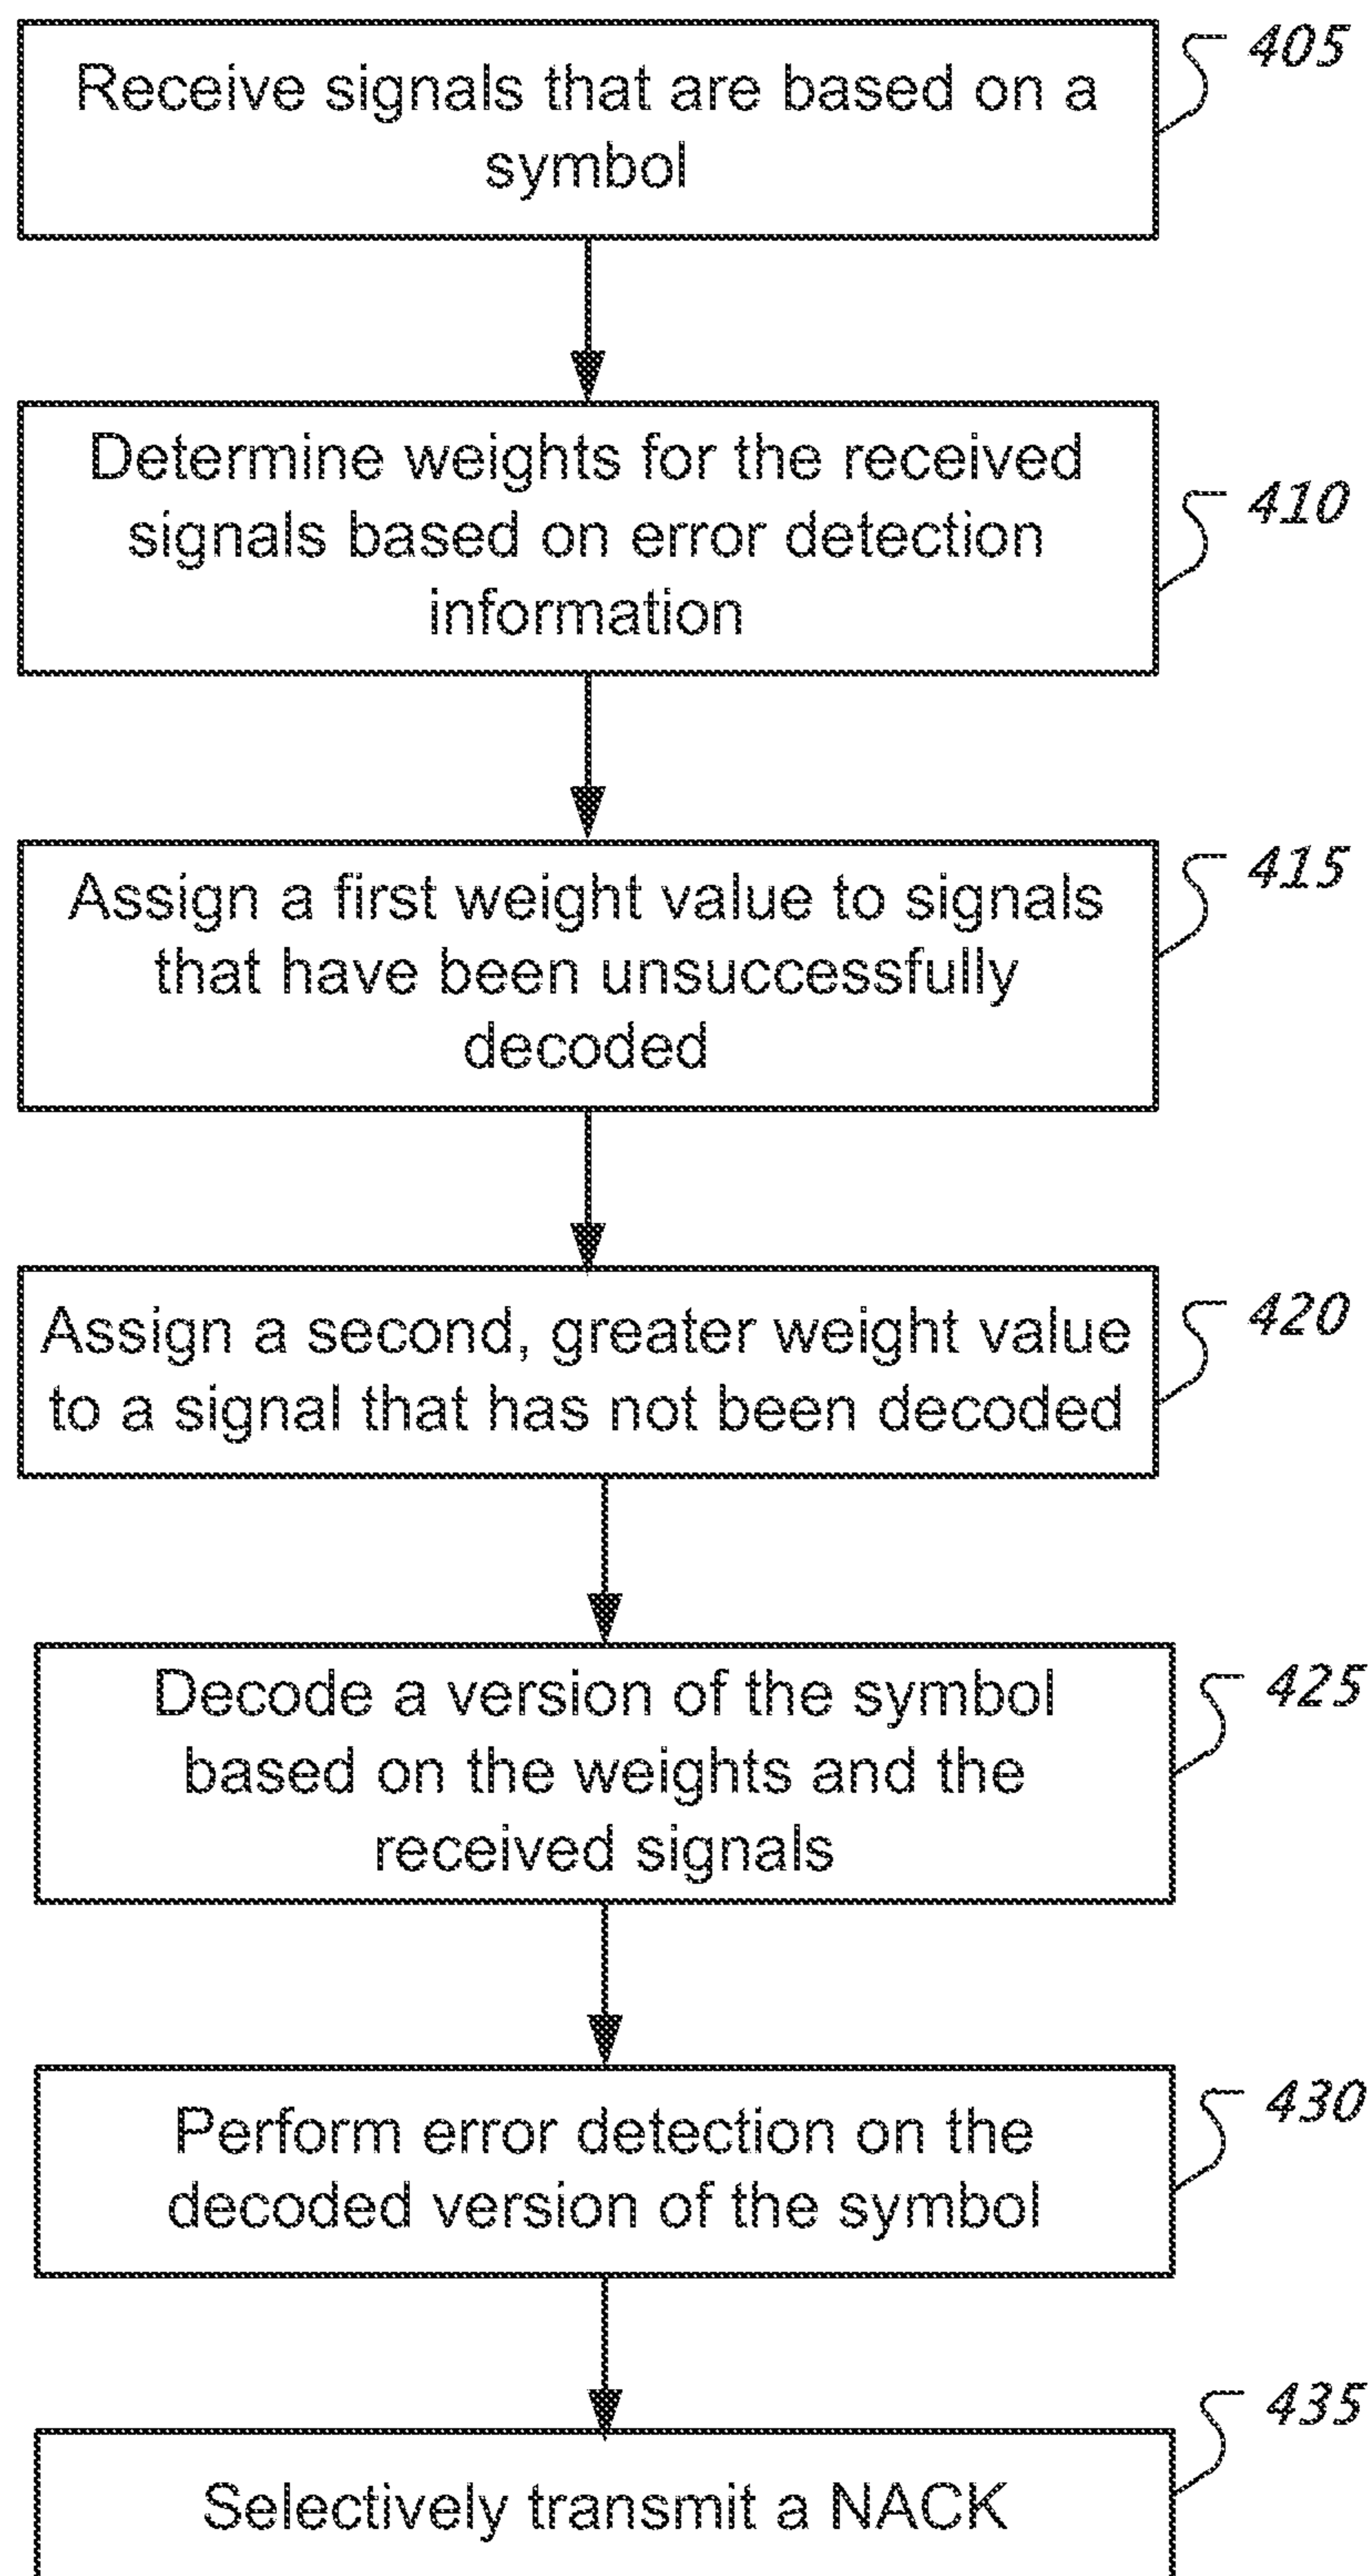 Receive signals that are based on a
symbol
405
Determine weights for the received
signals based on error detection
information
410
Assign a first weight value to signals
that have been unsuccessfully
decoded
415
Assign a second, greater weight value
to a signal that has not been decoded
420
Decode a version of the symbol
based on the weights and the
received signals
425
Perform error detection on the
decoded version of the symbol
430
Selectively transmit a NACK
435